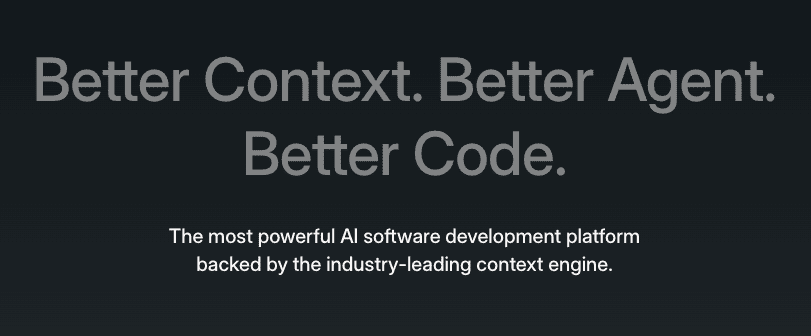 Better Context. Better Agent.
Better Code.
The most powerful AI software development platform
backed by the industry-leading context engine.